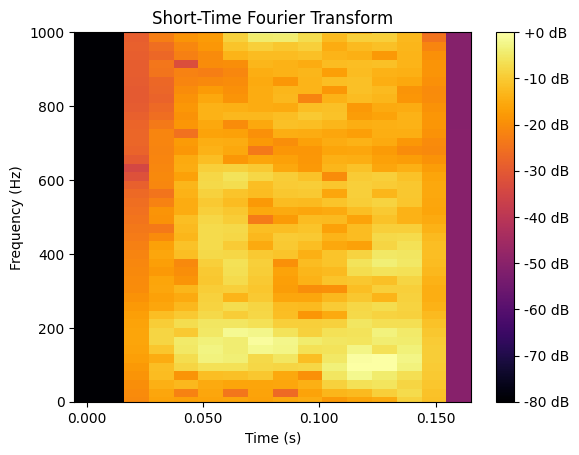 Short-Time Fourier Transform
Frequency (Hz)
1000
800
600
400
200
0
0.000
0.050
0.100
0.150
Time (s)
+0 dB
-10 dB
-20 dB
-30 dB
-40 dB
-50 dB
-60 dB
-70 dB
-80 dB